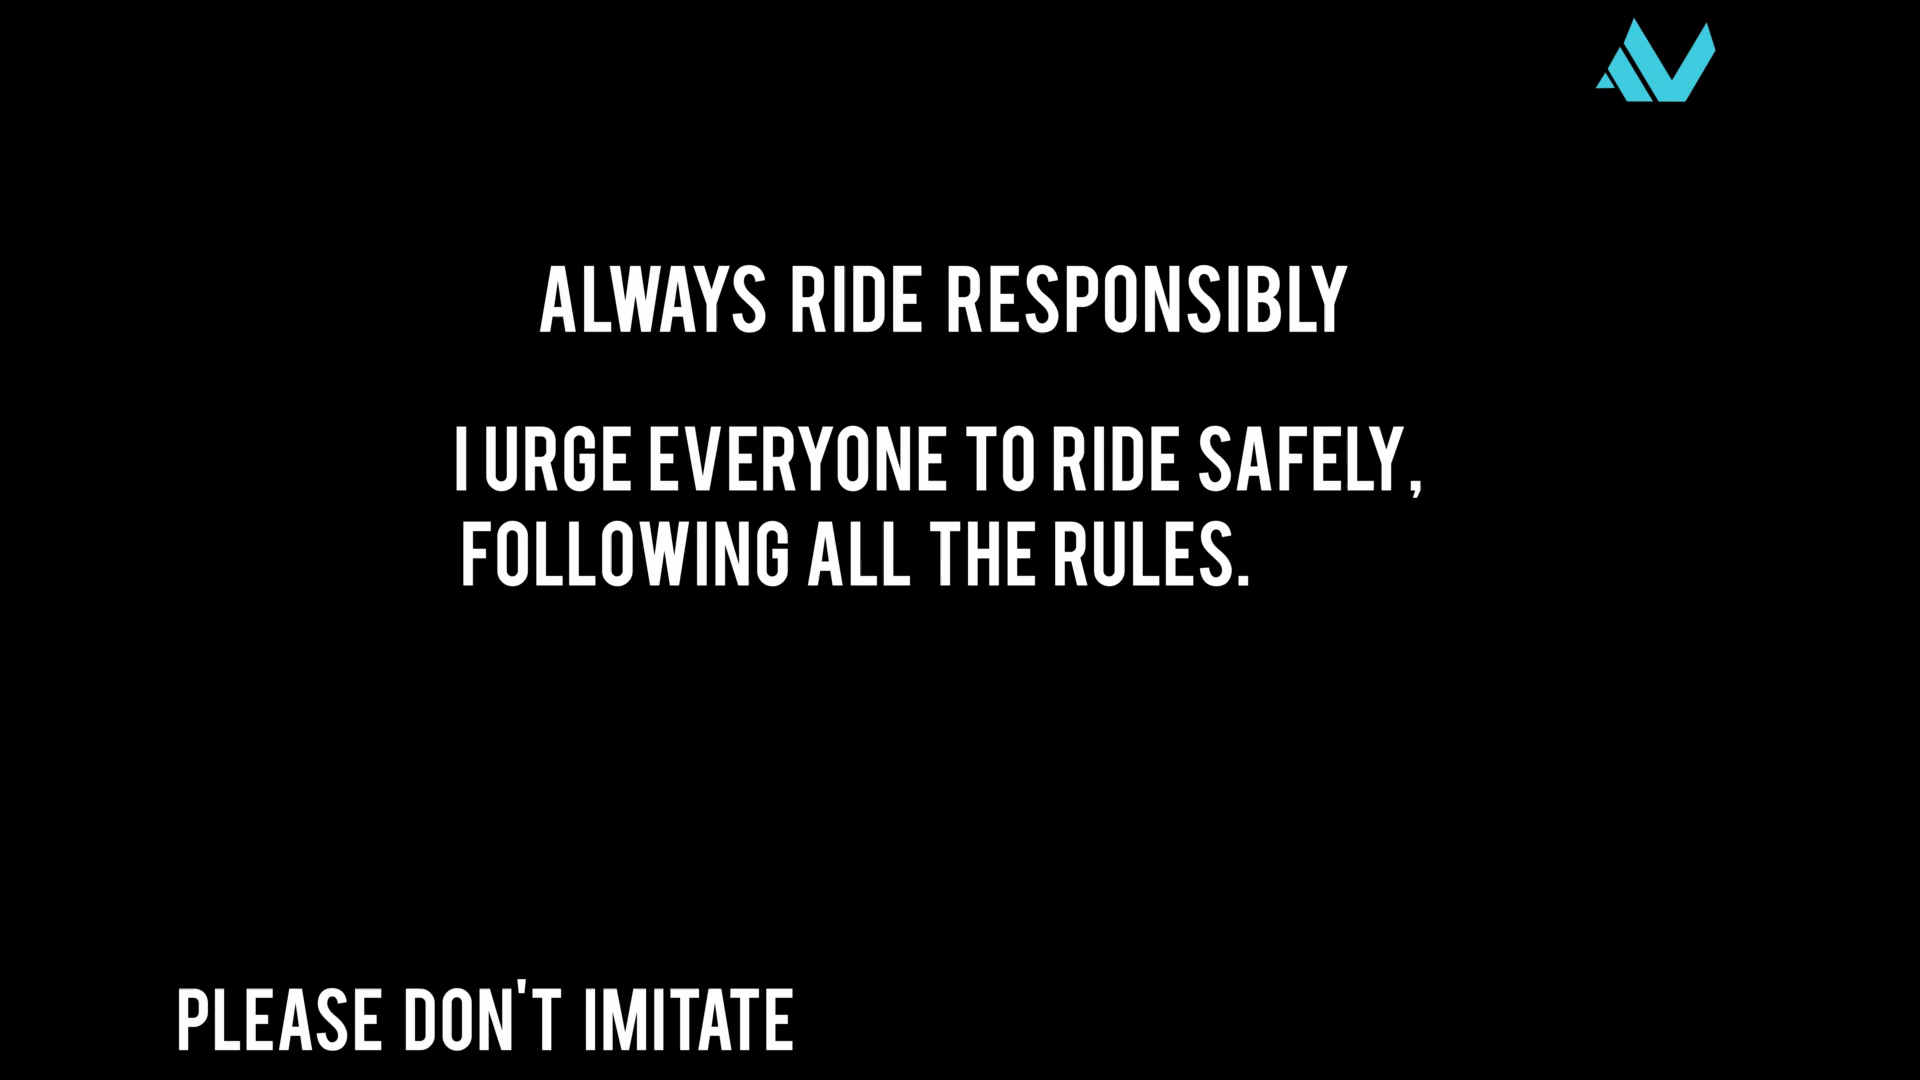 ALWAYS RIDE RESPONSIBLY
I URGE EVERYONE TO RIDE SAFELY,
FOLLOWING ALL THE RULES.
PLEASE DON'T IMITATE